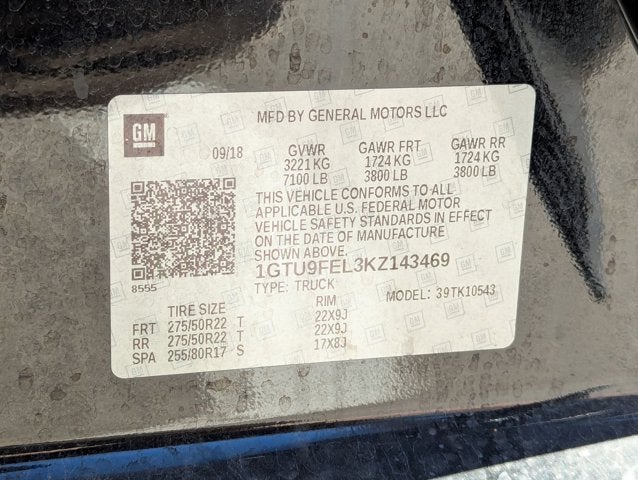 MFD BY GENERAL MOTORS LLC
GM
09/18 GVWR GAWR FRT GAWR RR
3221 KG 1724 KG 1724 KG
7100 LB 3800 LB 3800 LB
THIS VEHICLE CONFORMS TO ALL
APPLICABLE U.S. FEDERAL MOTOR
VEHICLE SAFETY STANDARDS IN EFFECT
ON THE DATE OF MANUFACTURE
SHOWN ABOVE.
1GTU9FEL3KZ143469
8555
TYPE: TRUCK MODEL: 39TK10543
TIRE SIZE RIM
FRT 275/50R22 T 22X9J
RR 275/50R22 T 22X9J
SPA 255/80R17 S 17X8J